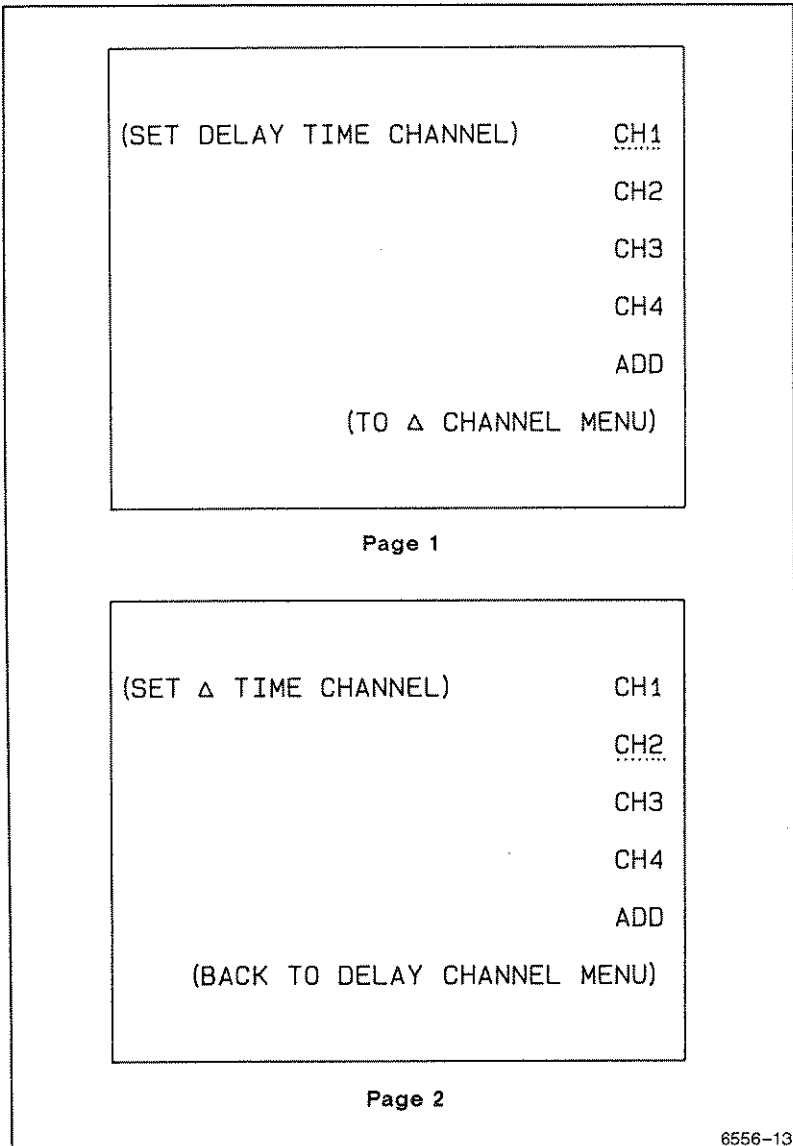 (SET DELAY TIME CHANNEL) CH1
CH2
CH3
CH4
ADD
(TO Δ CHANNEL MENU)
Page 1
(SET Δ TIME CHANNEL) CH1
CH2
CH3
CH4
ADD
(BACK TO DELAY CHANNEL MENU)
Page 2
6556-13